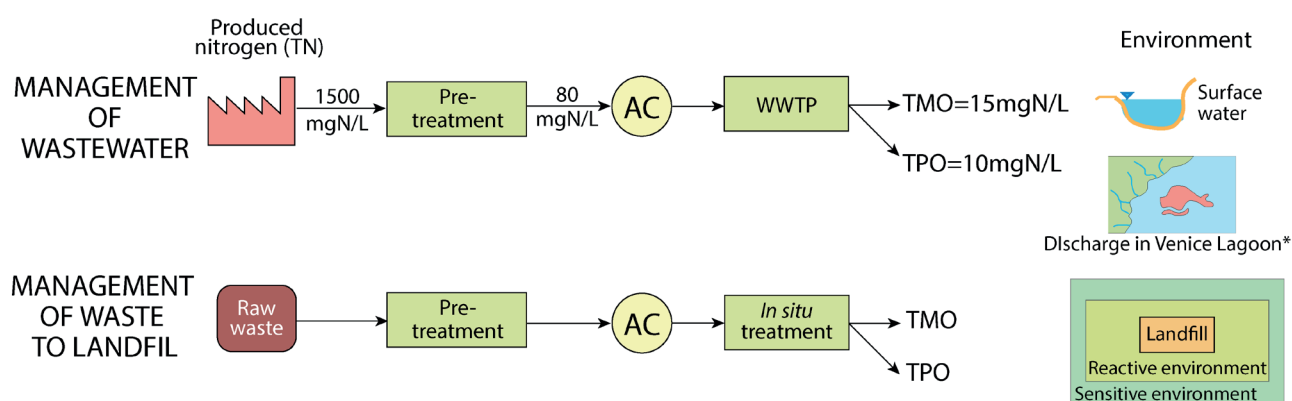 Produced
nitrogen (TN)
Environment
MANAGEMENT
OF
WASTEWATER
1500
mgN/L
Pre-
treatment
80
mgN/L
AC
WWTP
TMO=15mgN/L
TPO=10mgN/L
Surface
water
DIscharge in Venice Lagoon*
MANAGEMENT
OF WASTE
TO LANDFIL
Raw
waste
Pre-
treatment
AC
In situ
treatment
TMO
TPO
Landfill
Reactive environment
Sensitive environment